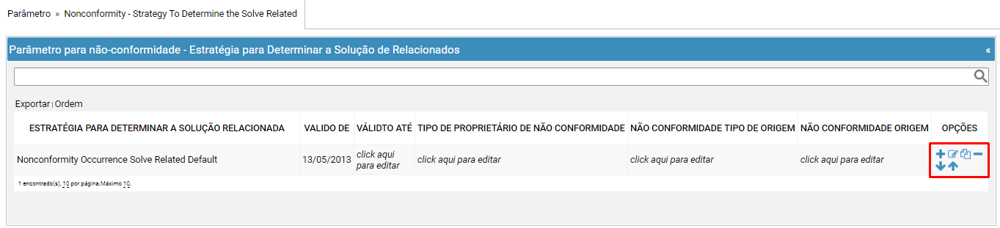 Parâmetro » Nonconformity - Strategy To Determine the Solve Related
Parâmetro para não-conformidade - Estratégia para Determinar a Solução de Relacionados «
Exportar | Ordem
ESTRATÉGIA PARA DETERMINAR A SOLUÇÃO RELACIONADA VALIDO DE VÁLIDTO ATÉ TIPO DE PROPRIETÁRIO DE NÃO CONFORMIDADE NÃO CONFORMIDADE TIPO DE ORIGEM NÃO CONFORMIDADE ORIGEM OPÇÕES
Nonconformity Occurrence Solve Related Default 13/05/2013 click aqui para editar click aqui para editar click aqui para editar click aqui para editar
1 encontrado(s), 10 por página.Máximo 10.